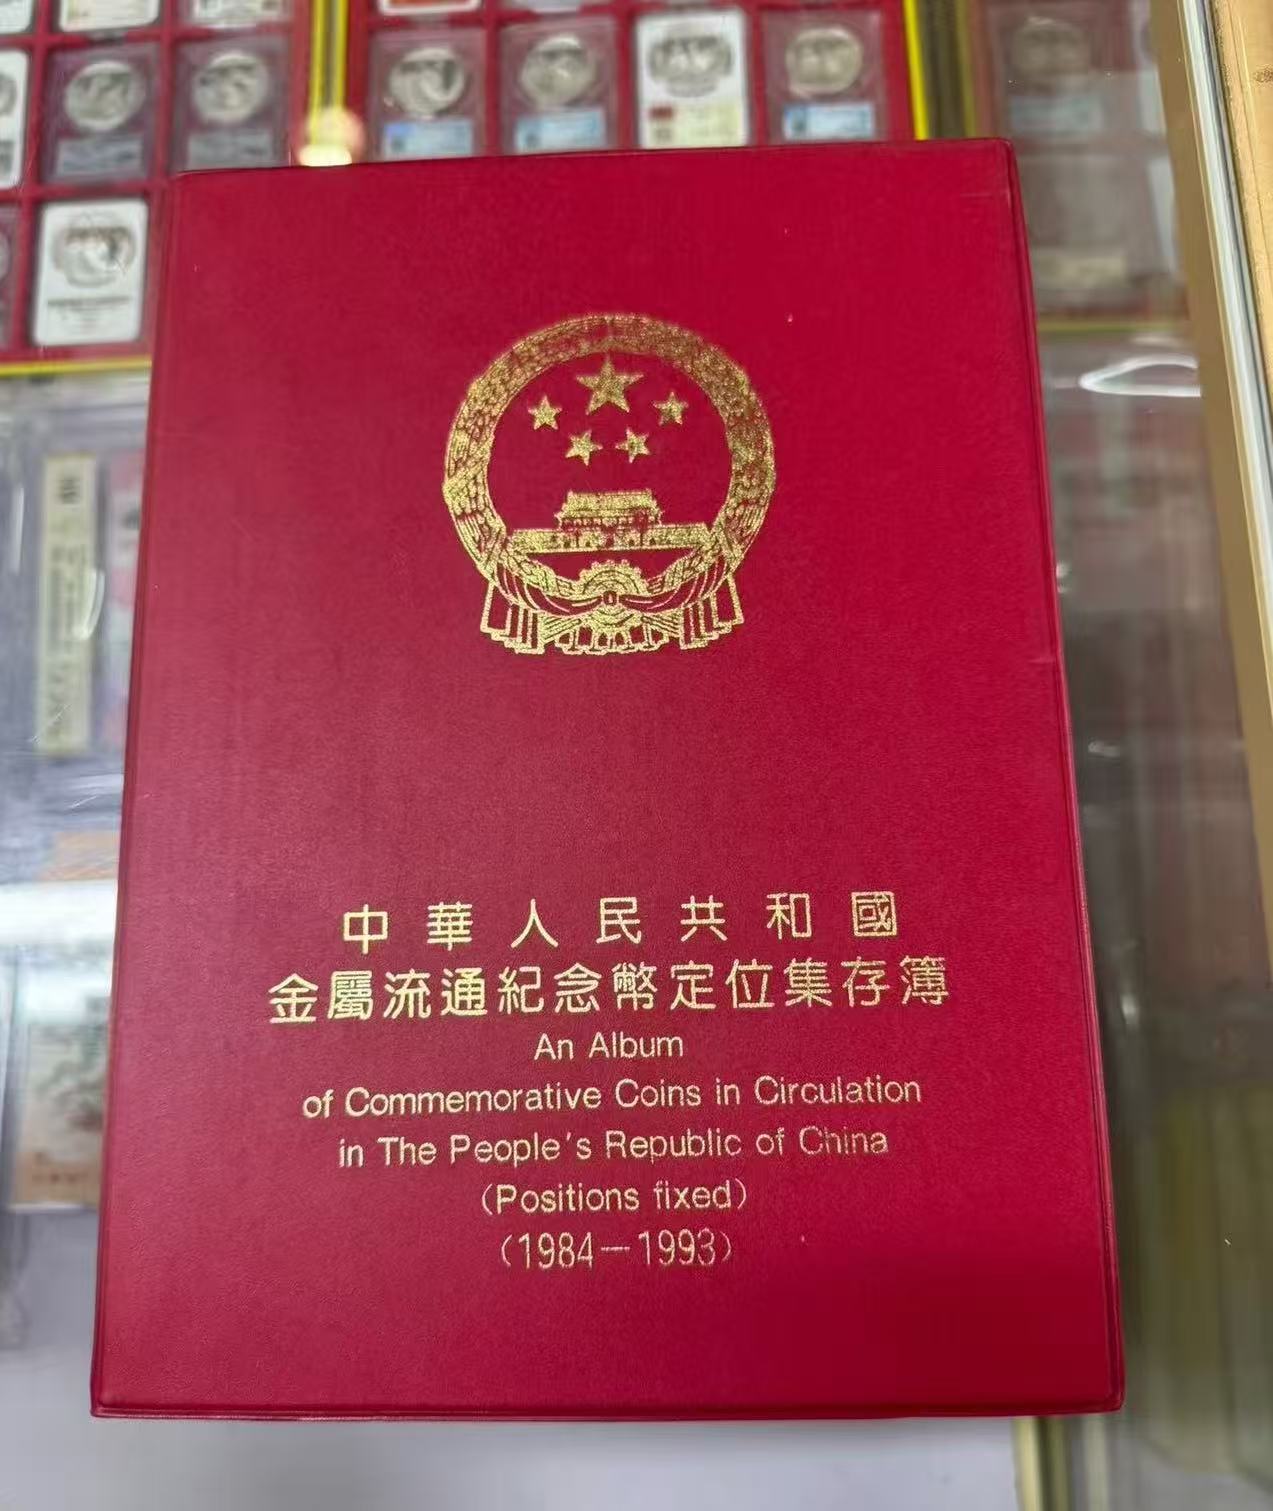 中華人民共和國
金屬流通紀念幣定位集存簿
An Album
of Commemorative Coins in Circulation
in The People's Republic of China
(Positions fixed)
(1984—1993)